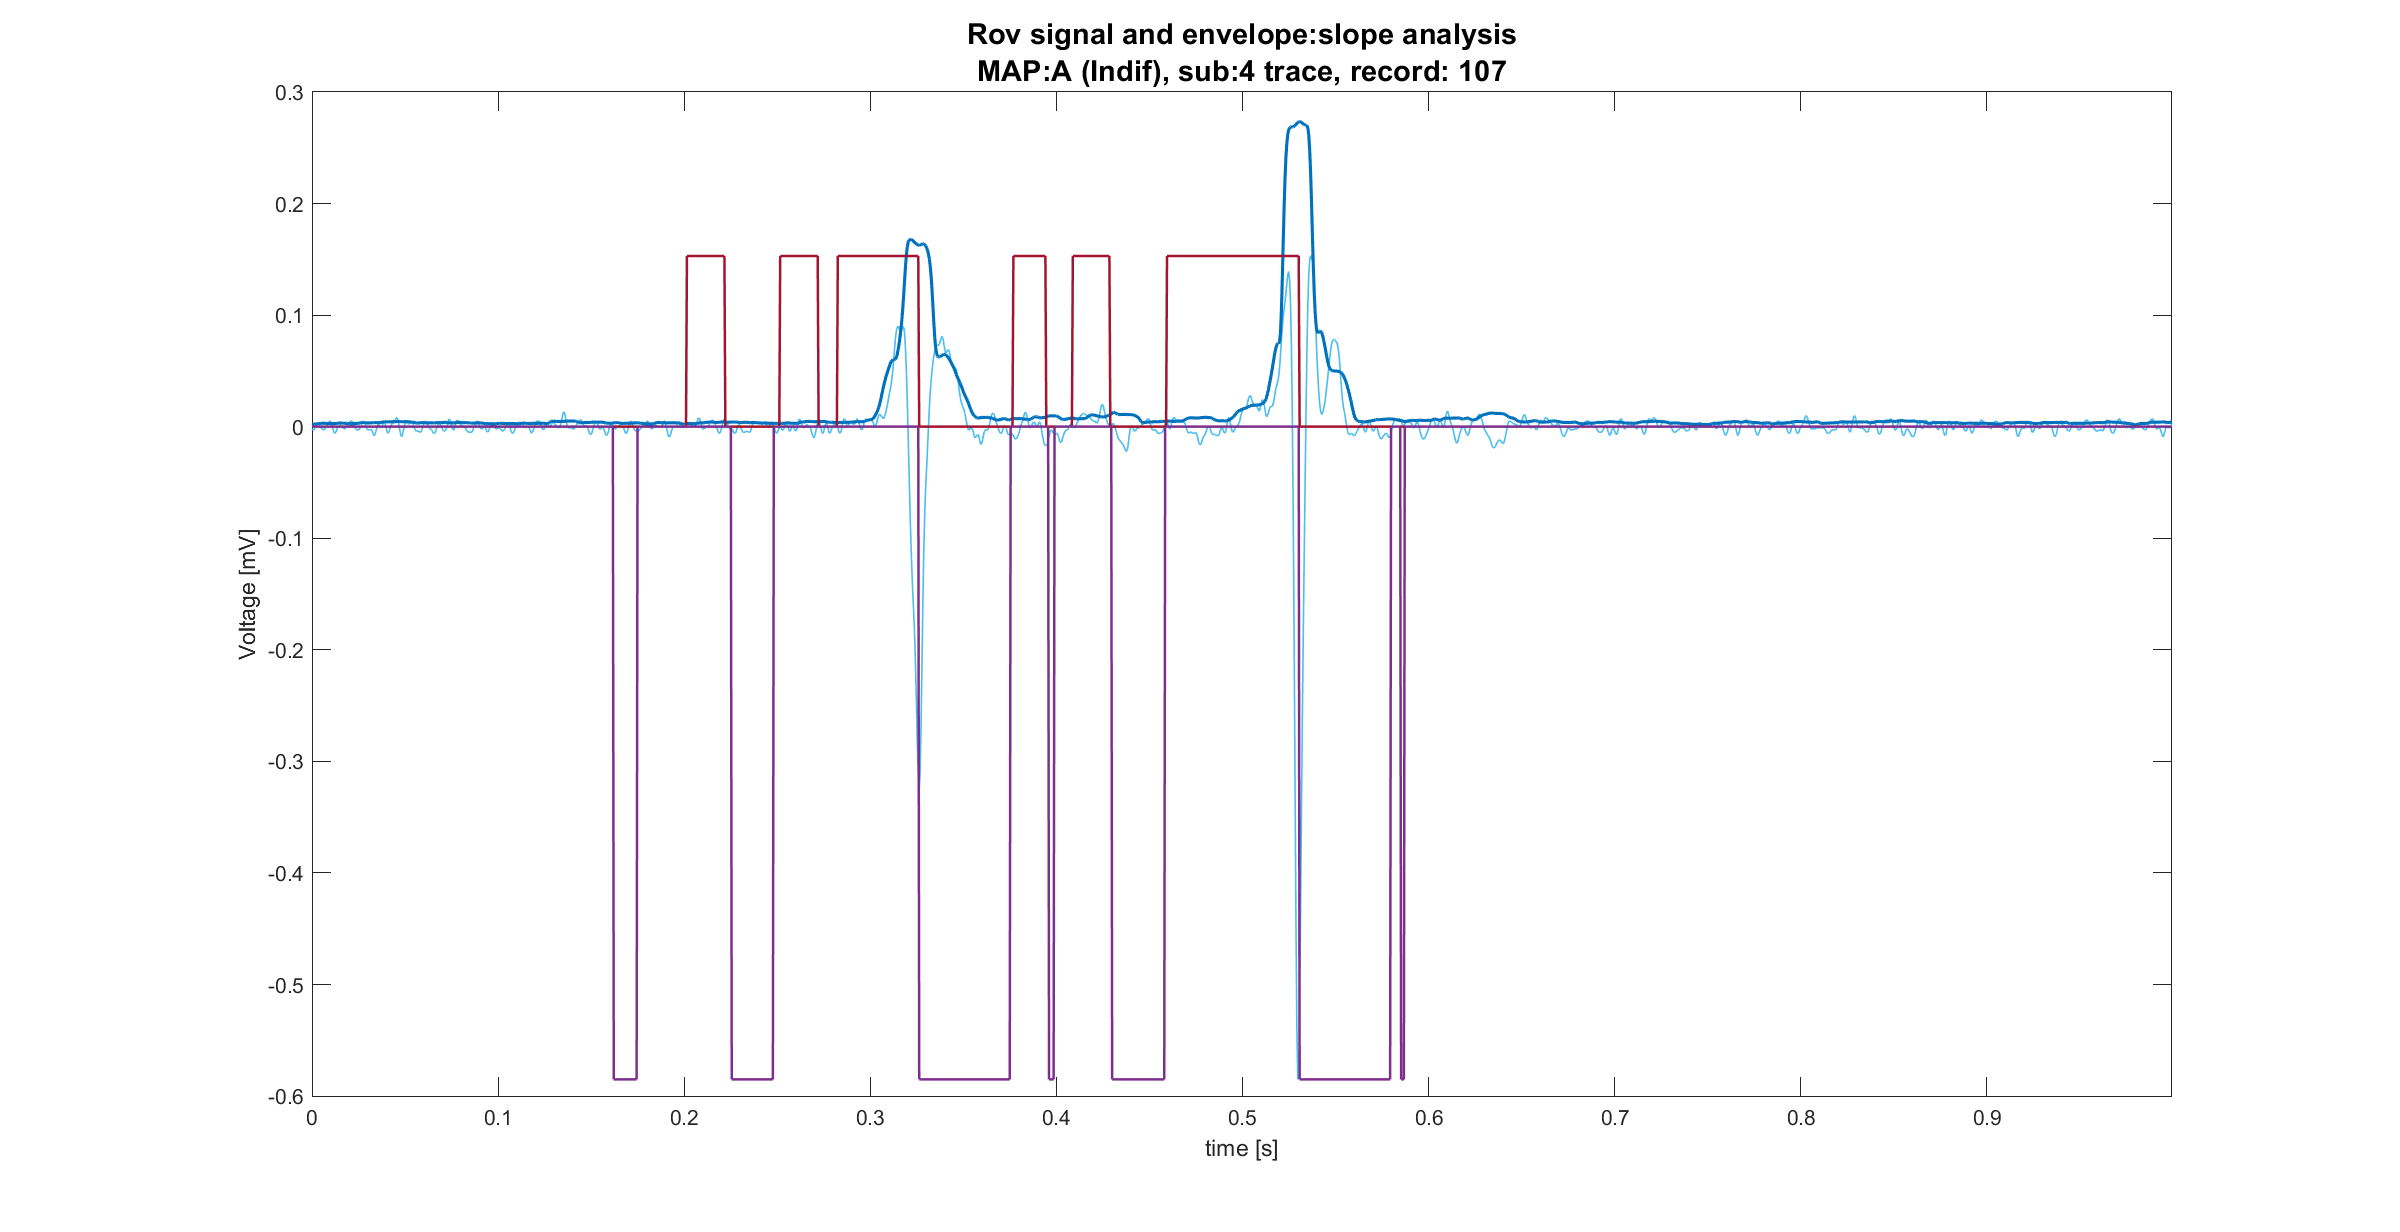 Rov signal and envelope:slope analysis
MAP:A (Indif), sub:4 trace, record: 107
0.3
0.2
0.1
0
-0.1
-0.2
-0.3
-0.4
-0.5
-0.6
Voltage [mV]
0 0.1 0.2 0.3 0.4 0.5 0.6 0.7 0.8 0.9
time [s]